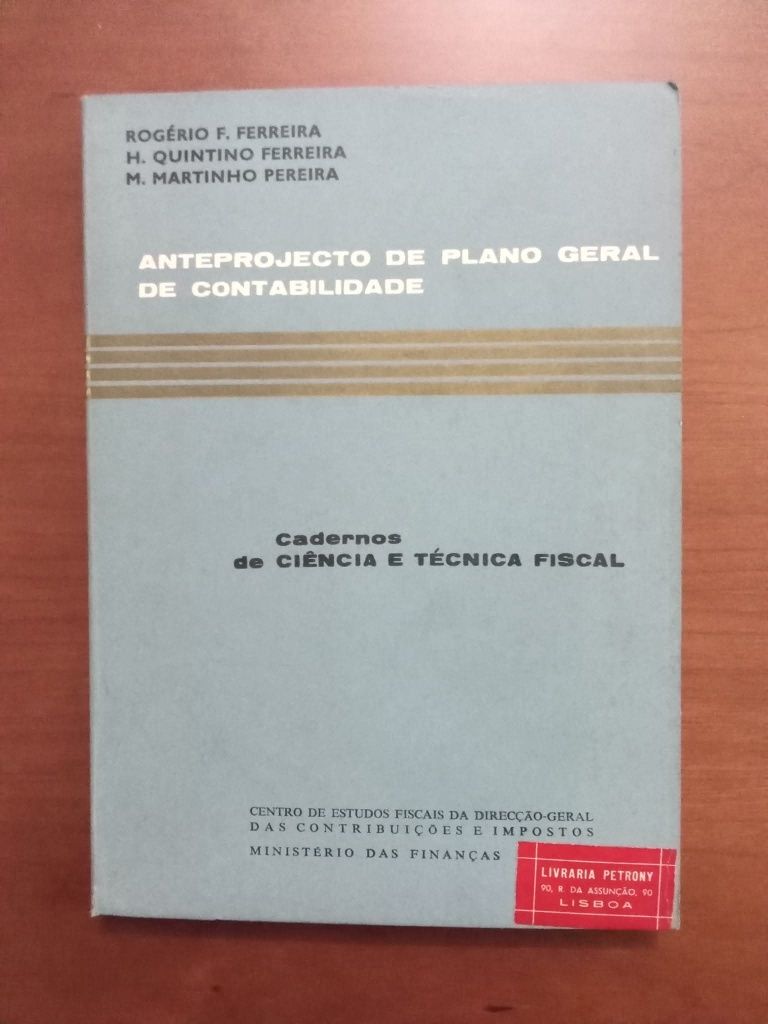 ROGÉRIO F. FERREIRA
H. QUINTINO FERREIRA
M. MARTINHO PEREIRA
ANTEPROJECTO DE PLANO GERAL
DE CONTABILIDADE
Cadernos
de CIÊNCIA E TÉCNICA FISCAL
CENTRO DE ESTUDOS FISCAIS DA DIRECÇÃO-GERAL
DAS CONTRIBUIÇÕES E IMPOSTOS
MINISTÉRIO DAS FINANÇAS
LIVRARIA PETRONY
90, R. DA ASSUNÇÃO, 90
LISBOA